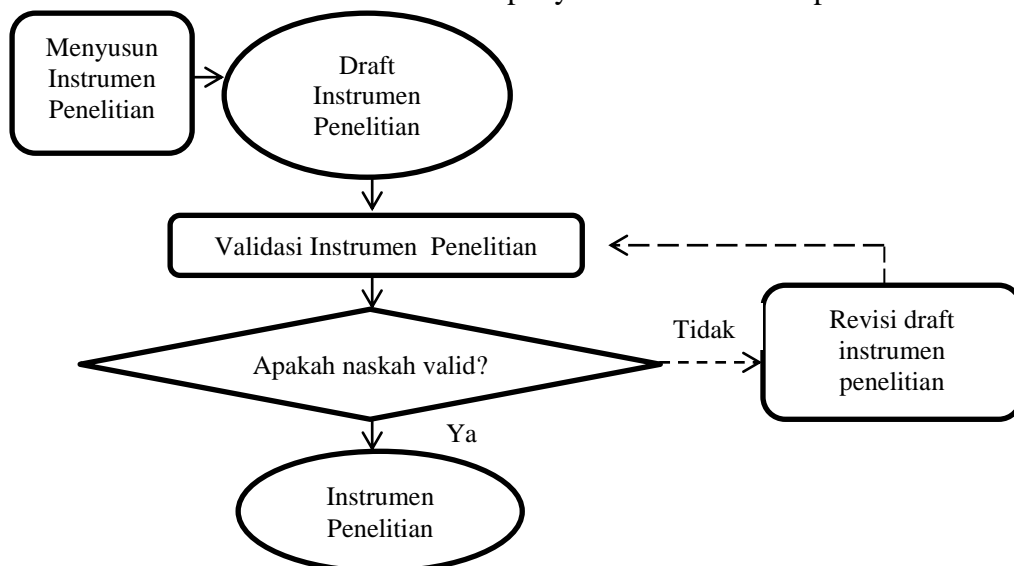 Menyusun
Instrumen
Penelitian
Draft
Instrumen
Penelitian
Validasi Instrumen Penelitian
Apakah naskah valid?
Tidak
Revisi draft
instrumen
penelitian
Ya
Instrumen
Penelitian